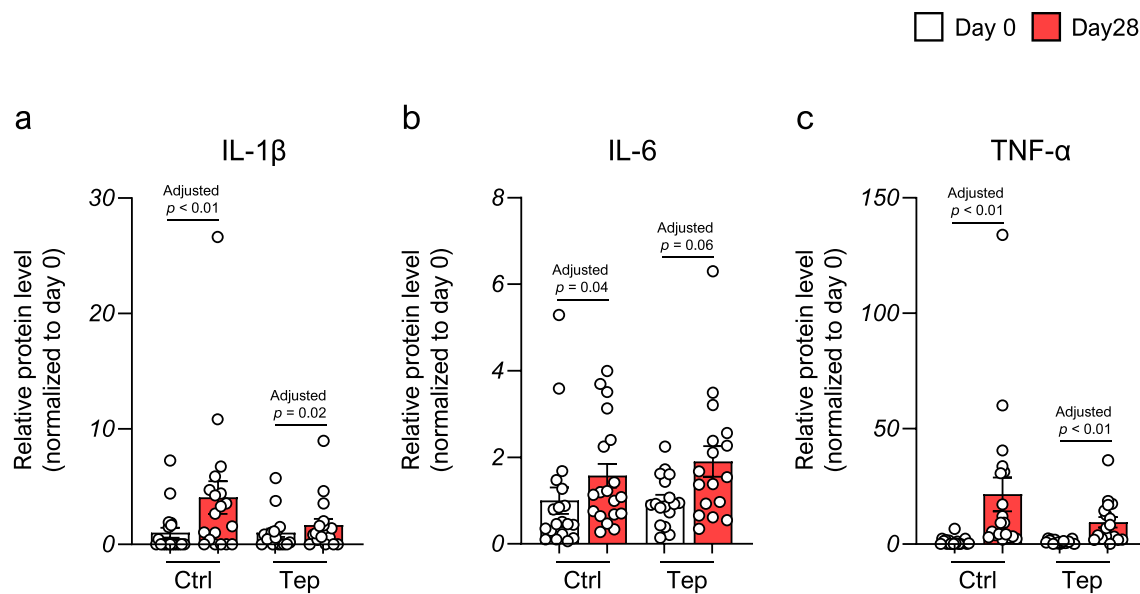 Day 0 Day28
a
IL-1β
Relative protein level
(normalized to day 0)
30
20
10
0
Adjusted
p < 0.01
Adjusted
p = 0.02
Ctrl Tep
b
IL-6
Relative protein level
(normalized to day 0)
8
6
4
2
0
Adjusted
p = 0.04
Adjusted
p = 0.06
Ctrl Tep
c
TNF-α
Relative protein level
(normalized to day 0)
150
100
50
0
Adjusted
p < 0.01
Adjusted
p < 0.01
Ctrl Tep